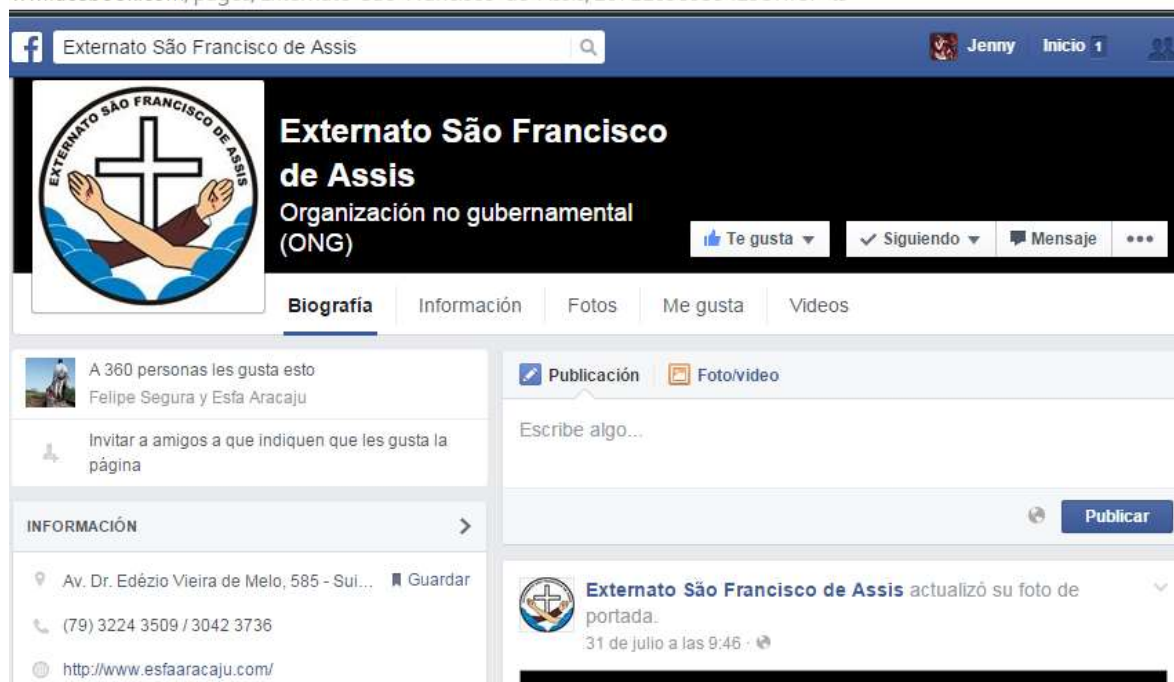 Externato São Francisco de Assis
Jenny Inicio 1
EXTERNATO SÃO FRANCISCO DE ASSIS
Externato São Francisco
de Assis
Organización no gubernamental
(ONG)
Te gusta Siguiendo Mensaje
Biografía Información Fotos Me gusta Videos
A 360 personas les gusta esto
Felipe Segura y Esfa Aracaju
Invitar a amigos a que indiquen que les gusta la
página
INFORMACIÓN
Av. Dr. Edézio Vieira de Melo, 585 - Sui... Guardar
(79) 3224 3509 / 3042 3736
http://www.esfaaracaju.com/
Publicación Foto/video
Escribe algo...
Publicar
Externato São Francisco de Assis actualizó su foto de
portada.
31 de julio a las 9:46 ·